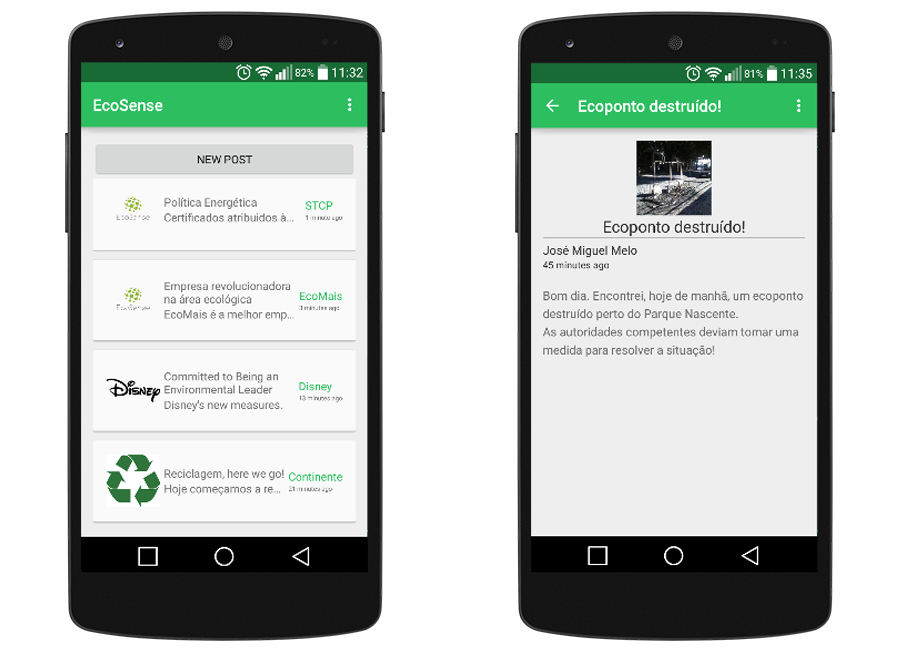 82% 11:32
EcoSense
NEW POST
EcoSense
Política Energética
Certificados atribuidos à...
STCP
1 minute ago
EcoSense
Empresa revolucionadora
na área ecológica
EcoMais é a melhor emp...
EcoMais
3 minutes ago
Disney
Committed to Being an
Environmental Leader
Disney's new measures.
Disney
13 minutes ago
Reciclagem, here we go!
Hoje começamos a re...
Continente
21 minutes ago
81% 11:35
Ecoponto destruído!
Ecoponto destruído!
José Miguel Melo
45 minutes ago
Bom dia. Encontrei, hoje de manhã, um ecoponto
destruído perto do Parque Nascente.
As autoridades competentes deviam tomar uma
medida para resolver a situação!